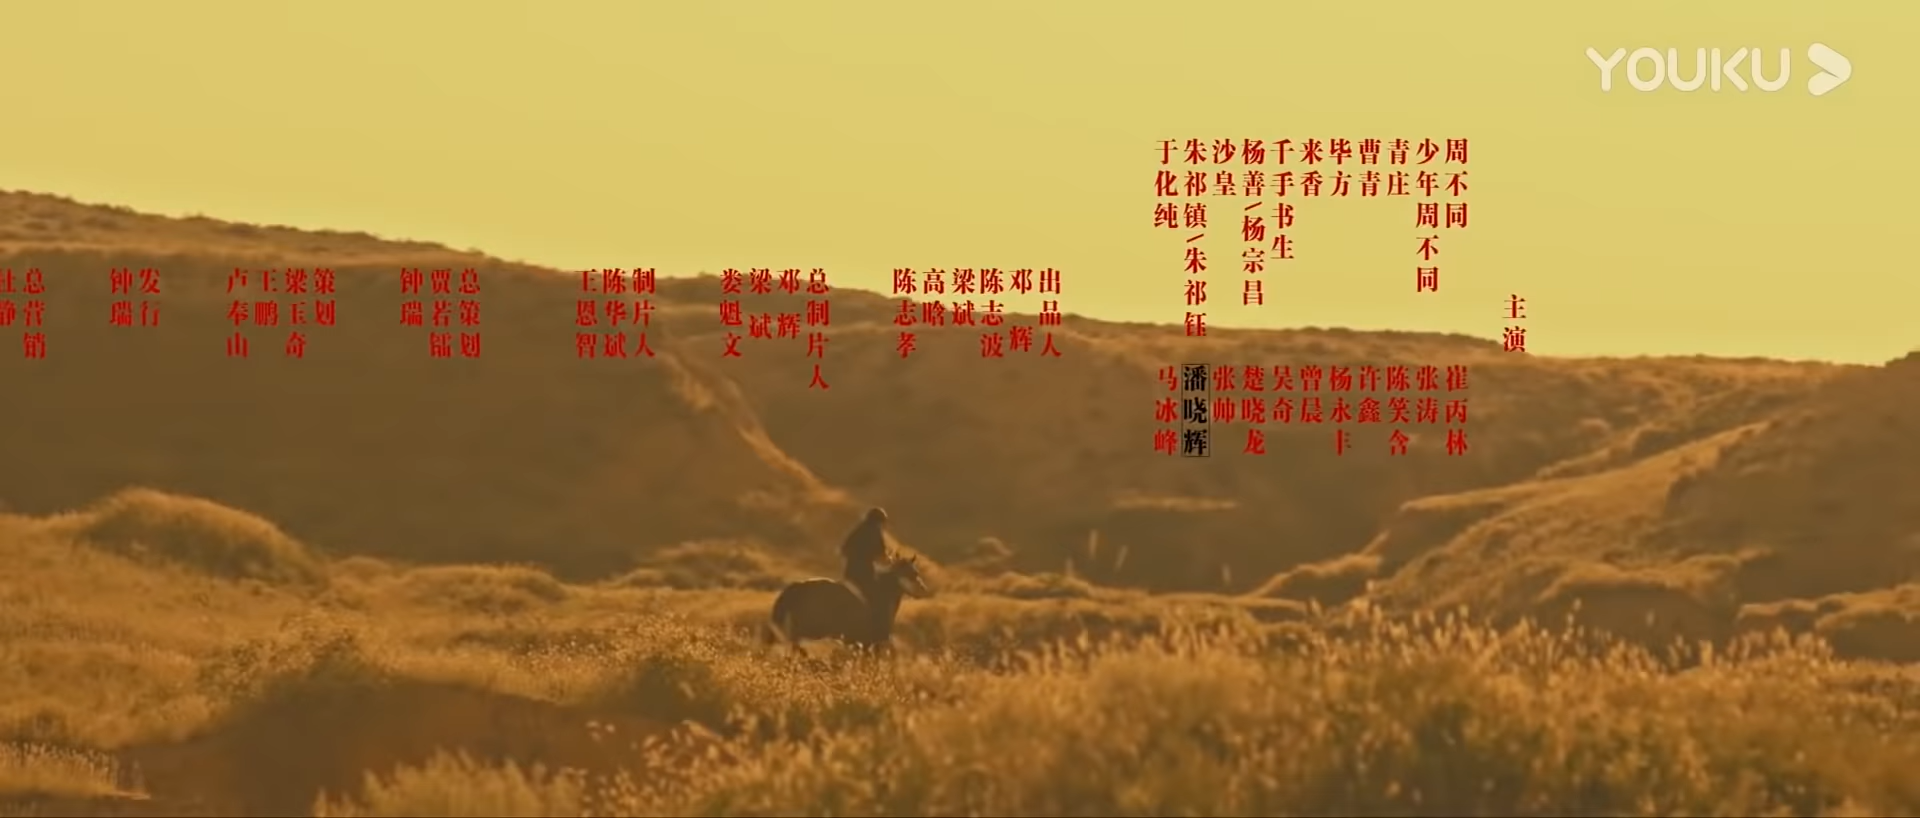 YOUKU
主演
周不同
崔丙林
少年周不同
张涛
青庄
陈笑含
曹青
许鑫
毕方
杨永丰
来香
曾晨
千手书生
吴奇
杨善\杨宗昌
楚晓龙
沙皇
张帅
朱祁镇\朱祁钰
潘晓辉
于化纯
马冰峰
出品人
邓辉
陈志波
梁斌
高晗
陈志孝
总制片人
邓辉
梁斌
娄魁文
制片人
陈华斌
王恩智
总策划
贾若镭
钟瑞
策划
梁玉奇
王鹏
卢奉山
发行
钟瑞
总营销